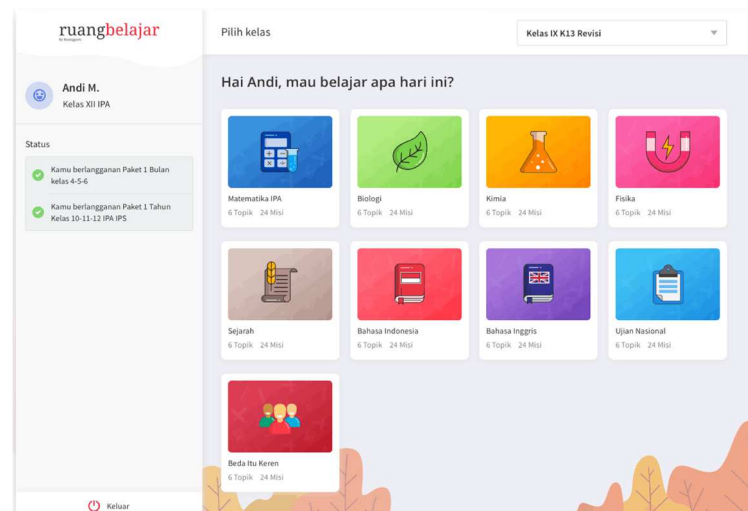 ruangbelajar
by Ruangguru
Andi M.
Kelas XII IPA
Status
Kamu berlangganan Paket 1 Bulan
kelas 4-5-6
Kamu berlangganan Paket 1 Tahun
Kelas 10-11-12 IPA IPS
Keluar
Pilih kelas
Kelas IX K13 Revisi
Hai Andi, mau belajar apa hari ini?
Matematika IPA
6 Topik 24 Misi
Biologi
6 Topik 24 Misi
Kimia
6 Topik 24 Misi
Fisika
6 Topik 24 Misi
Sejarah
6 Topik 24 Misi
Bahasa Indonesia
6 Topik 24 Misi
Bahasa Inggris
6 Topik 24 Misi
Ujian Nasional
6 Topik 24 Misi
Beda Itu Keren
6 Topik 24 Misi